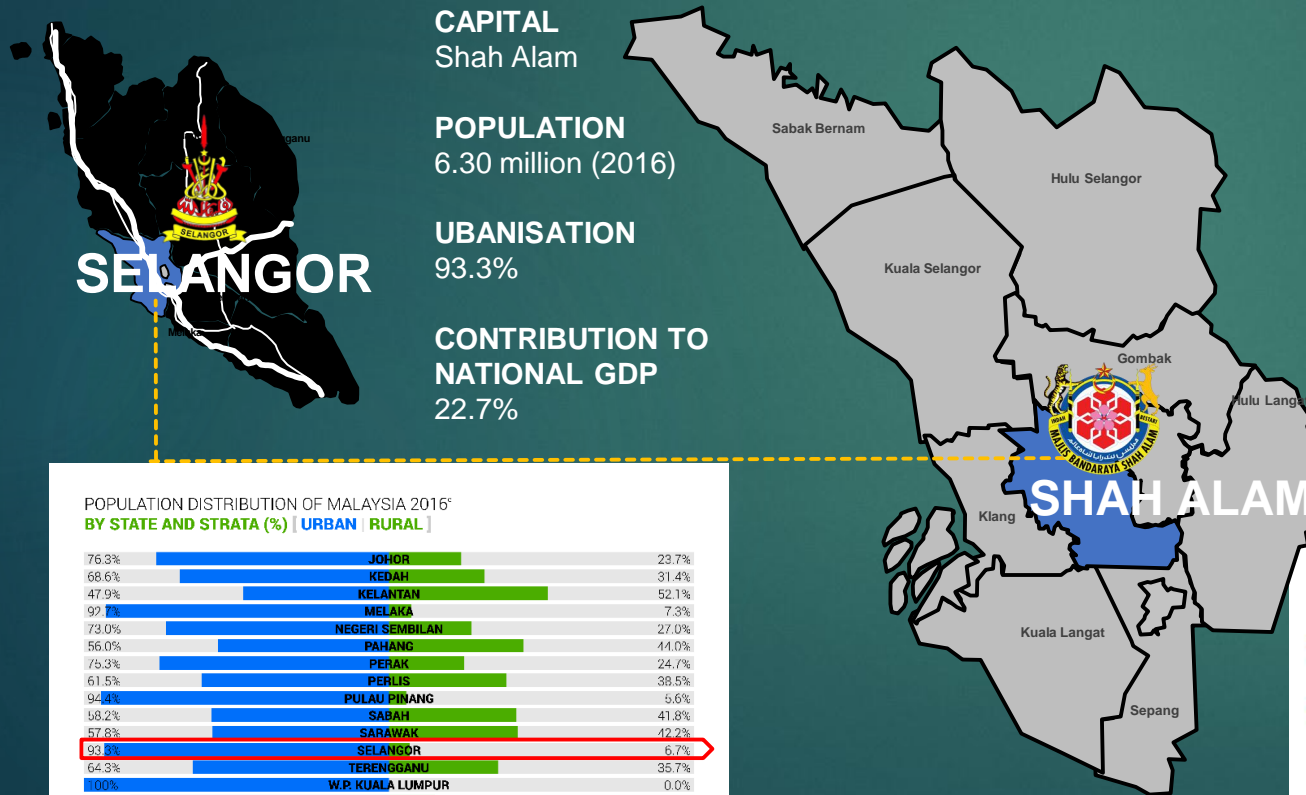 CAPITAL
Shah Alam
POPULATION
6.30 million (2016)
UBANISATION
93.3%
CONTRIBUTION TO
NATIONAL GDP
22.7%
SELANGOR
SELANGOR
Sabak Bernam
Hulu Selangor
Kuala Selangor
Gombak
INDAH
BESTARI
MAJLIS BANDARAYA SHAH ALAM
SHAH ALAM
Klang
Kuala Langat
Sepang
POPULATION DISTRIBUTION OF MALAYSIA 2016ᵉ
BY STATE AND STRATA (%) [ URBAN | RURAL ]
76.3% JOHOR 23.7%
68.6% KEDAH 31.4%
47.9% KELANTAN 52.1%
92.7% MELAKA 7.3%
73.0% NEGERI SEMBILAN 27.0%
56.0% PAHANG 44.0%
75.3% PERAK 24.7%
61.5% PERLIS 38.5%
94.4% PULAU PINANG 5.6%
58.2% SABAH 41.8%
57.8% SARAWAK 42.2%
93.3% SELANGOR 6.7%
64.3% TERENGGANU 35.7%
100% W.P. KUALA LUMPUR 0.0%